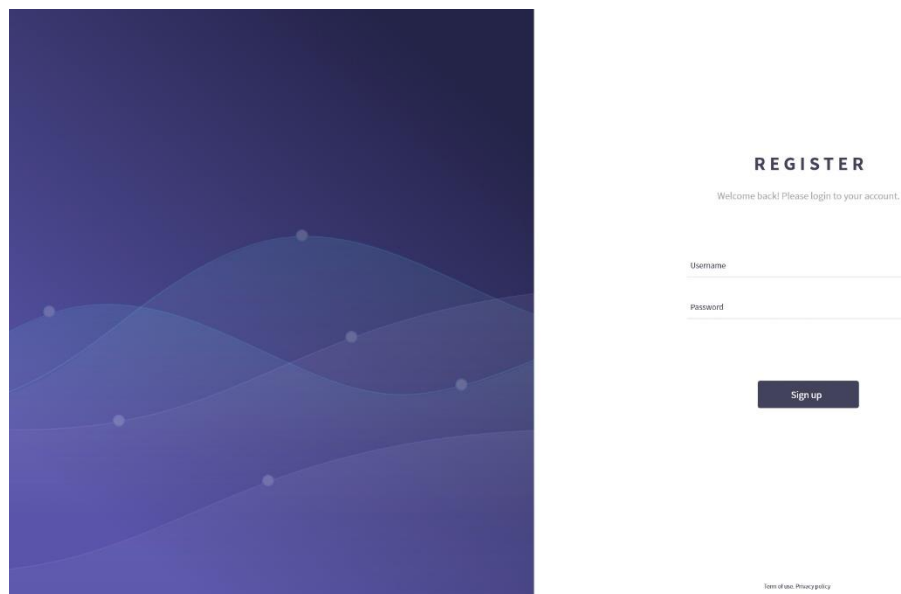 REGISTER
Welcome back! Please login to your account.
Username
Password
Sign up
Term of use. Privacy policy